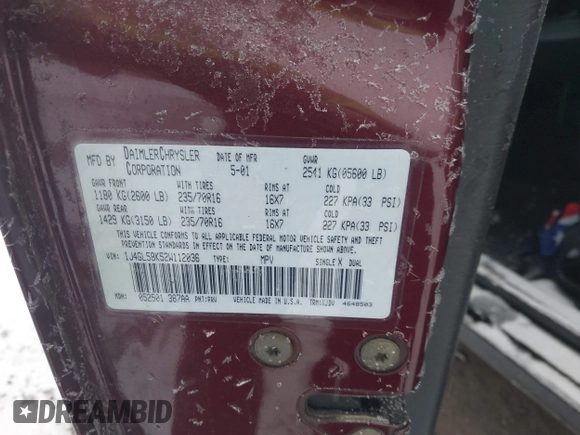 MFD BY DAIMLERCHRYSLER CORPORATION DATE OF MFR 5-01 GVWR 2541 KG(05600 LB)
GAWR FRONT WITH TIRES RIMS AT COLD
1180 KG(2600 LB) 235/70R16 16X7 227 KPA(33 PSI)
GAWR REAR WITH TIRES RIMS AT COLD
1429 KG(3150 LB) 235/70R16 16X7 227 KPA(33 PSI)
THIS VEHICLE CONFORMS TO ALL APPLICABLE FEDERAL MOTOR VEHICLE SAFETY AND THEFT
PREVENTION STANDARDS IN EFFECT ON THE DATE OF MANUFACTURE SHOWN ABOVE.
VIN: 1J4GL58K52W112036 TYPE: MPV SINGLE X DUAL
MDH: 052501 387AA PNT:PRV VEHICLE MADE IN U.S.A. TRM:TJDV 4648503
DREAMBID